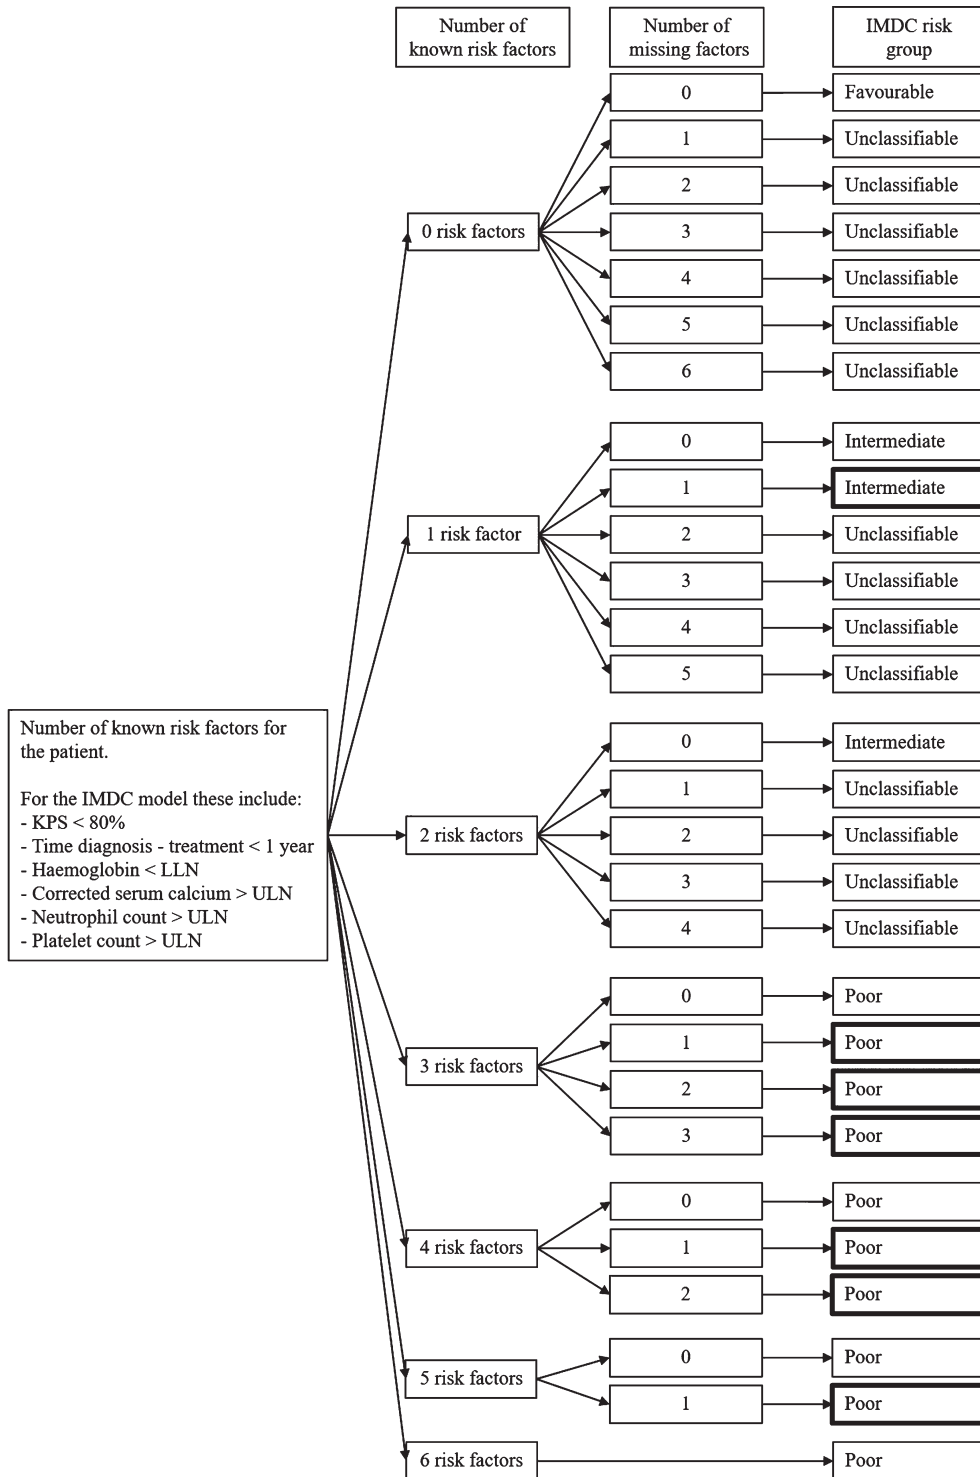 Number of
known risk factors
Number of
missing factors
IMDC risk
group
Number of known risk factors for
the patient.
For the IMDC model these include:
- KPS < 80%
- Time diagnosis - treatment < 1 year
- Haemoglobin < LLN
- Corrected serum calcium > ULN
- Neutrophil count > ULN
- Platelet count > ULN
0 risk factors
0
Favourable
1
Unclassifiable
2
Unclassifiable
3
Unclassifiable
4
Unclassifiable
5
Unclassifiable
6
Unclassifiable
1 risk factor
0
Intermediate
1
Intermediate
2
Unclassifiable
3
Unclassifiable
4
Unclassifiable
5
Unclassifiable
2 risk factors
0
Intermediate
1
Unclassifiable
2
Unclassifiable
3
Unclassifiable
4
Unclassifiable
3 risk factors
0
Poor
1
Poor
2
Poor
3
Poor
4 risk factors
0
Poor
1
Poor
2
Poor
5 risk factors
0
Poor
1
Poor
6 risk factors
Poor